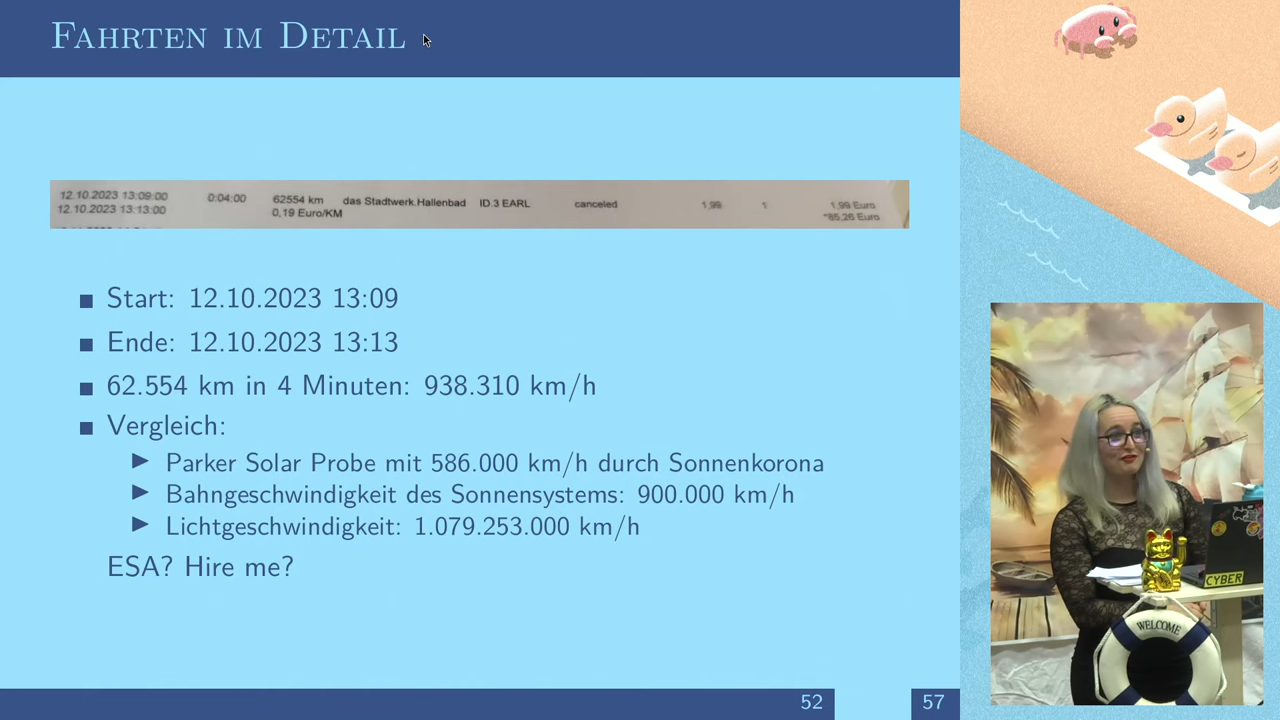 FAHRTEN IM DETAIL
12.10.2023 13:09:00 0:04:00 62554 km das Stadtwerk.Hallenbad ID.3 EARL canceled 1,99 1 1,99 Euro
12.10.2023 13:13:00 0,19 Euro/KM *85,26 Euro
■ Start: 12.10.2023 13:09
■ Ende: 12.10.2023 13:13
■ 62.554 km in 4 Minuten: 938.310 km/h
■ Vergleich:
▶ Parker Solar Probe mit 586.000 km/h durch Sonnenkorona
▶ Bahngeschwindigkeit des Sonnensystems: 900.000 km/h
▶ Lichtgeschwindigkeit: 1.079.253.000 km/h
ESA? Hire me?
52 57
CYBER
WELCOME